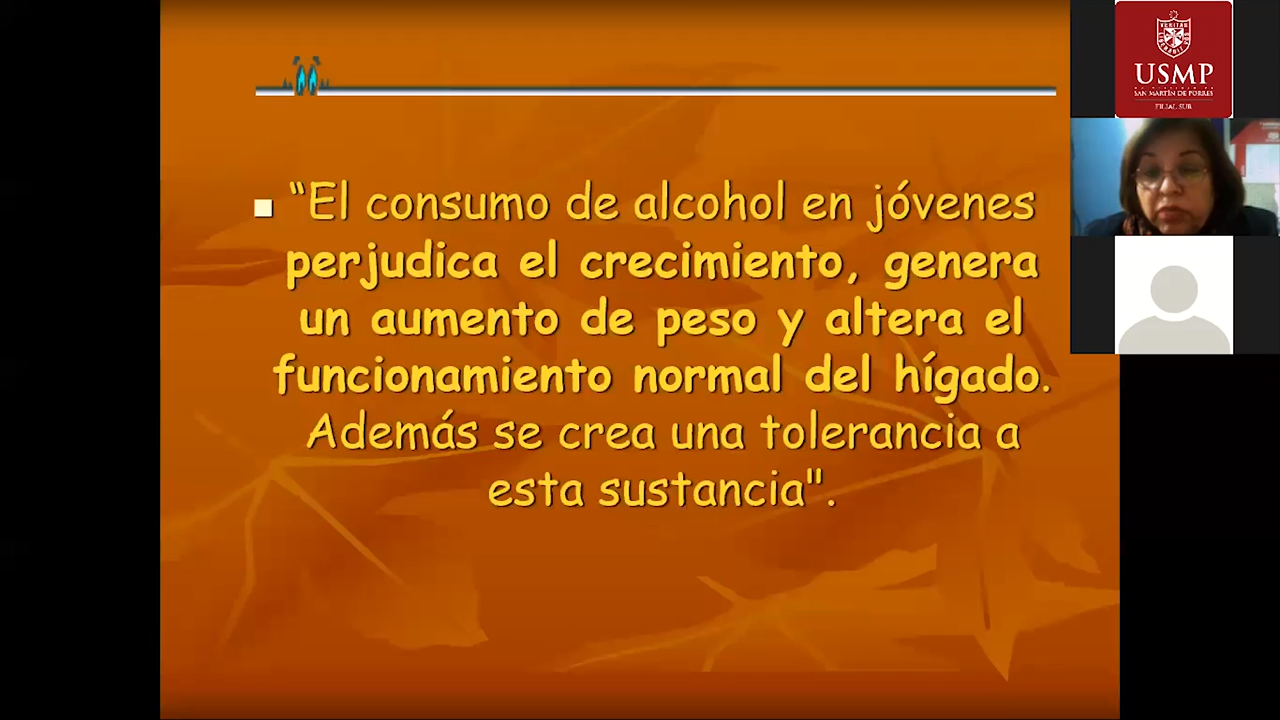 “El consumo de alcohol en jóvenes
perjudica el crecimiento, genera
un aumento de peso y altera el
funcionamiento normal del hígado.
Además se crea una tolerancia a
esta sustancia".
VERITAS
USMP
SAN MARTÍN DE PORRES
FILIAL SUR